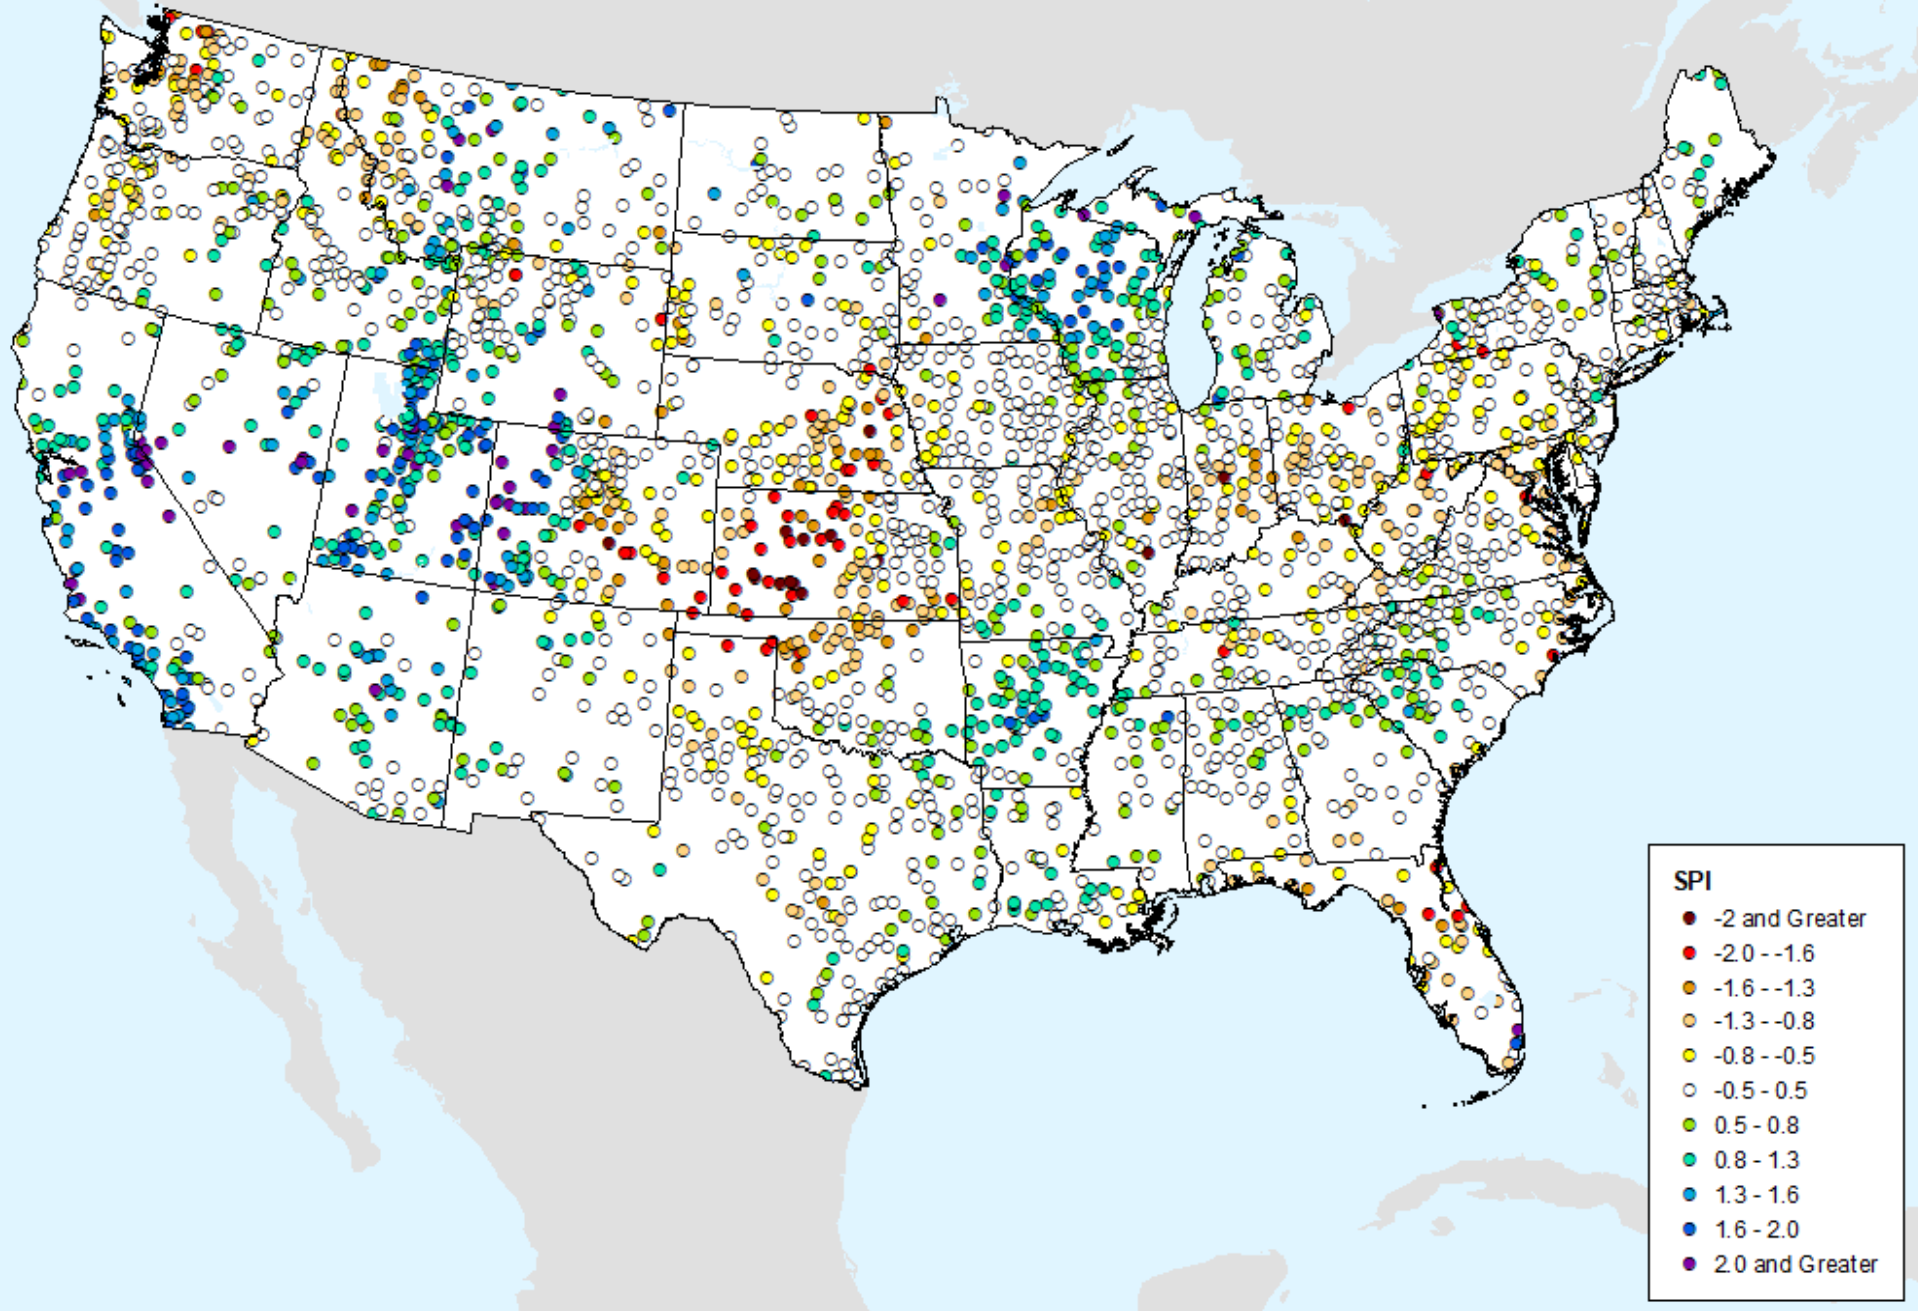 SPI
-2 and Greater
-2.0 - -1.6
-1.6 - -1.3
-1.3 - -0.8
-0.8 - -0.5
-0.5 - 0.5
0.5 - 0.8
0.8 - 1.3
1.3 - 1.6
1.6 - 2.0
2.0 and Greater